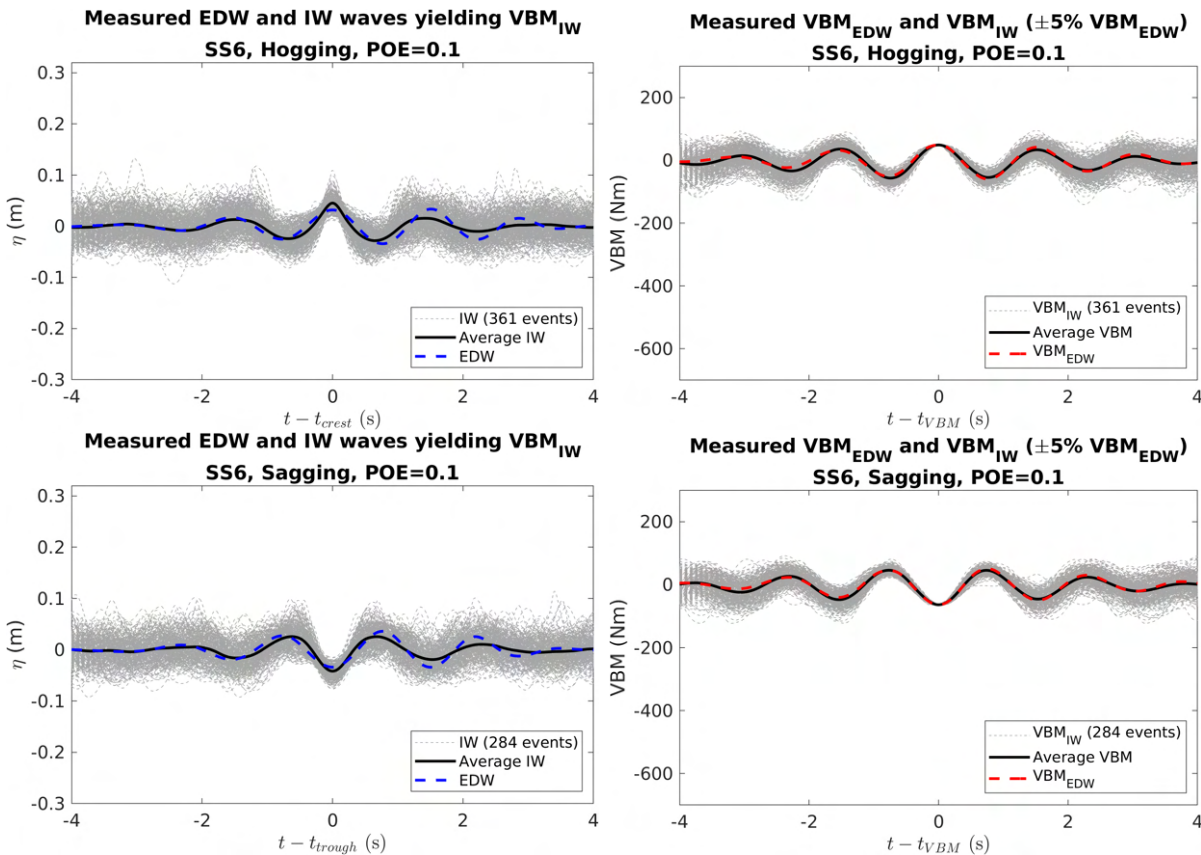 Measured EDW and IW waves yielding VBM_IW
SS6, Hogging, POE=0.1
0.3
0.2
0.1
0
-0.1
-0.2
-0.3
η (m)
IW (361 events)
Average IW
EDW
-4 -2 0 2 4
t − t_crest (s)
Measured VBM_EDW and VBM_IW (±5% VBM_EDW)
SS6, Hogging, POE=0.1
200
0
-200
-400
-600
VBM (Nm)
VBM_IW (361 events)
Average VBM
VBM_EDW
-4 -2 0 2 4
t − t_VBM (s)
Measured EDW and IW waves yielding VBM_IW
SS6, Sagging, POE=0.1
0.3
0.2
0.1
0
-0.1
-0.2
-0.3
η (m)
IW (284 events)
Average IW
EDW
-4 -2 0 2 4
t − t_trough (s)
Measured VBM_EDW and VBM_IW (±5% VBM_EDW)
SS6, Sagging, POE=0.1
200
0
-200
-400
-600
VBM (Nm)
VBM_IW (284 events)
Average VBM
VBM_EDW
-4 -2 0 2 4
t − t_VBM (s)